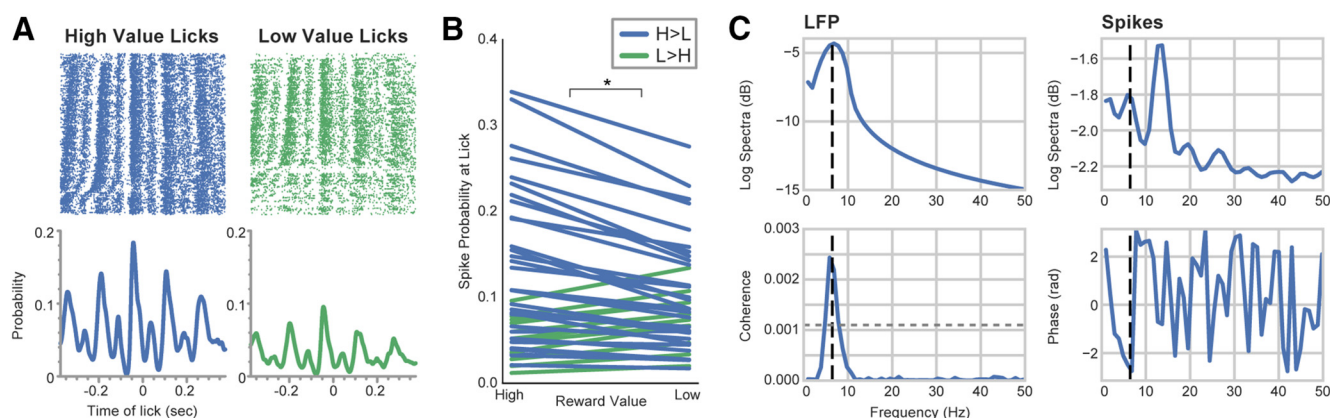 A
High Value Licks
Low Value Licks
0.2
0.1
0
Probability
-0.2
0
0.2
0.2
0.1
0
-0.2
0
0.2
Time of lick (sec)
B
H>L
L>H
*
0.4
0.3
0.2
0.1
0.0
Spike Probability at Lick
High
Reward Value
Low
C
LFP
Spikes
Log Spectra (dB)
-5
-10
-15
0
10
20
30
40
50
Log Spectra (dB)
-1.6
-1.8
-2.0
-2.2
0
10
20
30
40
50
Coherence
0.003
0.002
0.001
0.000
0
10
20
30
40
50
Phase (rad)
2
0
-2
0
10
20
30
40
50
Frequency (Hz)